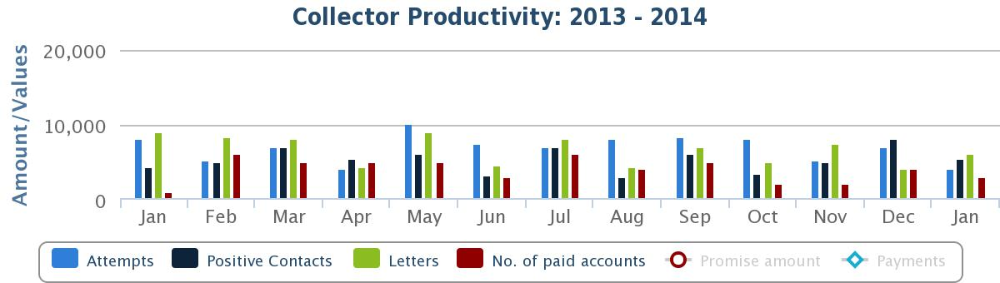 Collector Productivity: 2013 - 2014
Amount/Values
20,000
10,000
0
Jan Feb Mar Apr May Jun Jul Aug Sep Oct Nov Dec Jan
Attempts Positive Contacts Letters No. of paid accounts Promise amount Payments